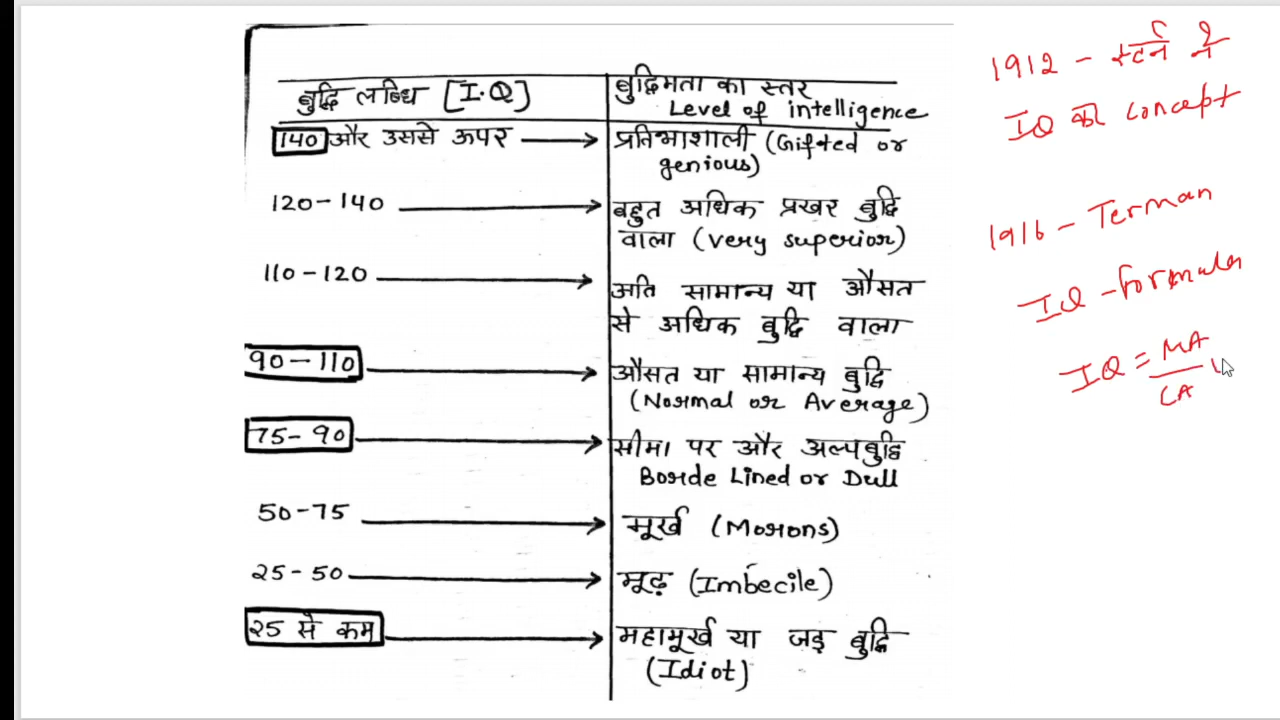 बुद्धि लब्धि [I.Q] बुद्धिमता का स्तर
Level of intelligence
140 और उससे ऊपर प्रतिभाशाली (Gifted or
genious)
120-140 बहुत अधिक प्रखर बुद्धि
वाला (very superior)
110-120 अति सामान्य या औसत
से अधिक बुद्धि वाला
90-110 औसत या सामान्य बुद्धि
(Normal or Average)
75-90 सीमा पर और अल्पबुद्धि
Borde Lined or Dull
50-75 मूर्ख (Morons)
25-50 मूढ़ (Imbecile)
25 से कम महामूर्ख या जड़ बुद्धि
(Idiot)
1912 - स्टर्न ने
IQ की concept
1916 - Terman
IQ - formula
IQ = MA
CA